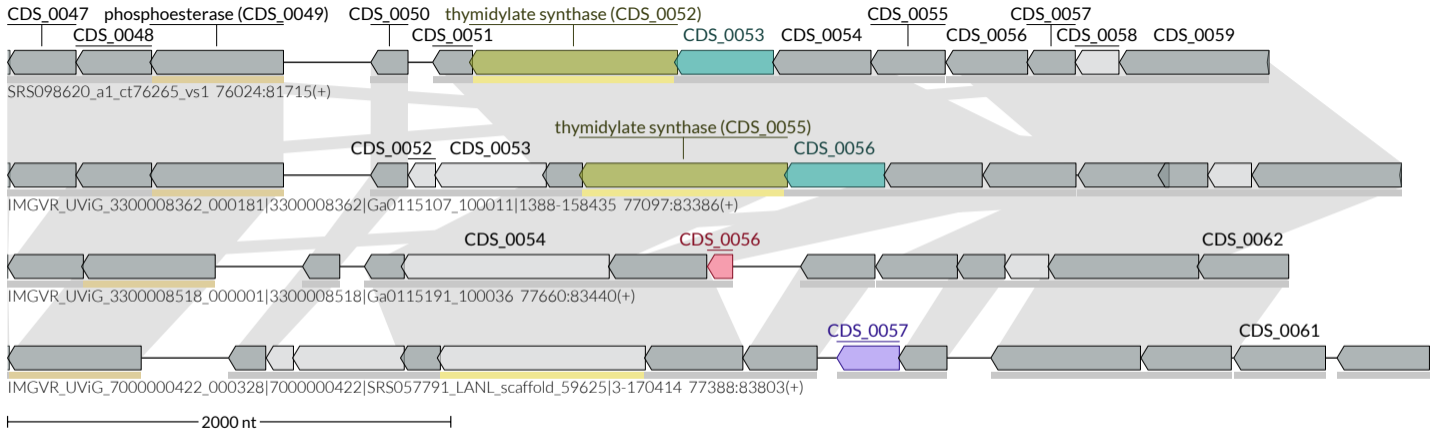 CDS_0047 phosphoesterase (CDS_0049) CDS_0050 thymidylate synthase (CDS_0052) CDS_0055 CDS_0057
CDS_0048 CDS_0051 CDS_0053 CDS_0054 CDS_0056 CDS_0058 CDS_0059
SRS098620_a1_ct76265_vs1 76024:81715(+)
thymidylate synthase (CDS_0055)
CDS_0052 CDS_0053 CDS_0056
IMGVR_UViG_3300008362_000181|3300008362|Ga0115107_100011|1388-158435 77097:83386(+)
CDS_0054 CDS_0056 CDS_0062
IMGVR_UViG_3300008518_000001|3300008518|Ga0115191_100036 77660:83440(+)
CDS_0057 CDS_0061
IMGVR_UViG_7000000422_000328|7000000422|SRS057791_LANL_scaffold_59625|3-170414 77388:83803(+)
2000 nt